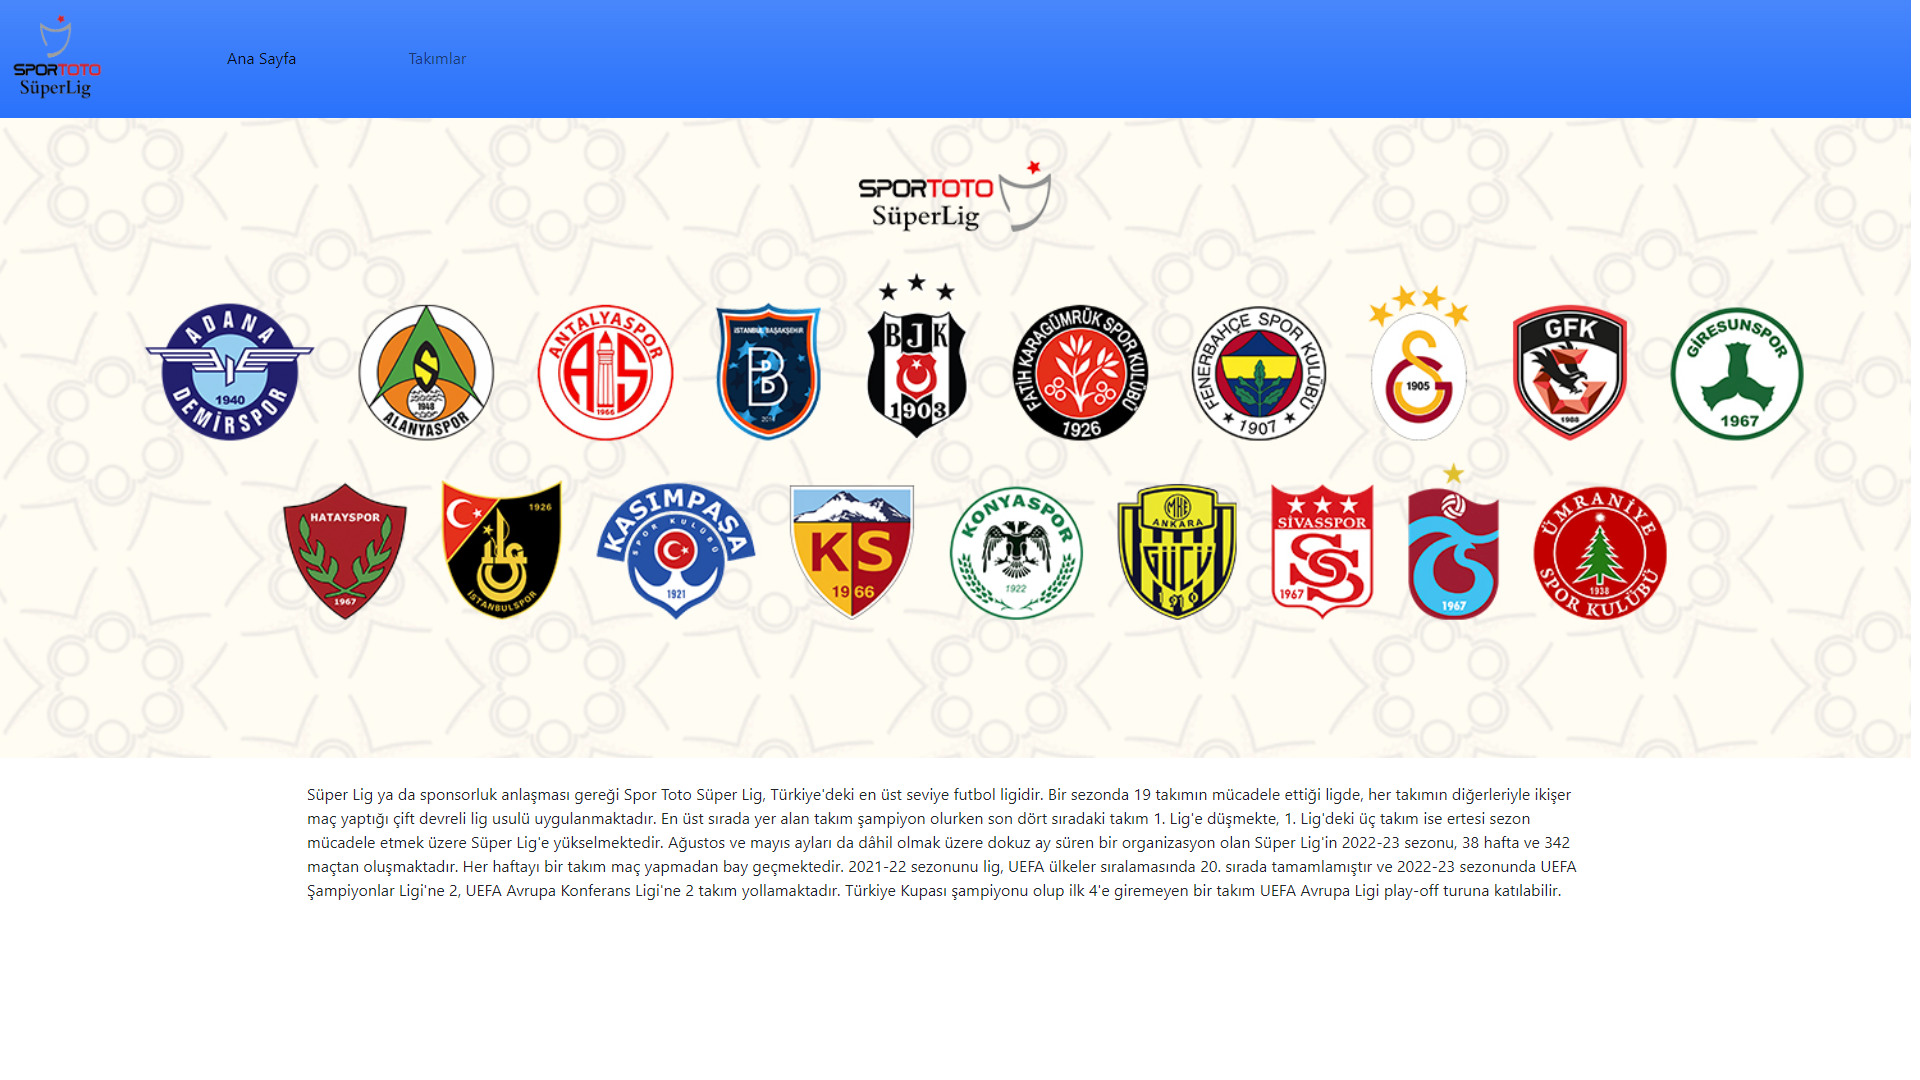 SPORTOTO
SüperLig
Ana Sayfa
Takımlar
SPORTOTO
SüperLig
ADANA
1940
DEMİRSPOR
1948
ALANYASPOR
ANTALYASPOR
1966
İSTANBUL BAŞAKŞEHİR
2014
BJK
1903
FATİH KARAGÜMRÜK SPOR KULÜBÜ
1926
FENERBAHÇE SPOR KULÜBÜ
1907
1905
GFK
1988
GİRESUNSPOR
1967
HATAYSPOR
1967
1926
İSTANBULSPOR
KASIMPAŞA
SPOR KULÜBÜ
1921
KS
1966
KONYASPOR
1922
MKE
ANKARA
GÜCÜ
1910
SİVASSPOR
1967
1967
ÜMRANİYE
1938
SPOR KULÜBÜ
Süper Lig ya da sponsorluk anlaşması gereği Spor Toto Süper Lig, Türkiye'deki en üst seviye futbol ligidir. Bir sezonda 19 takımın mücadele ettiği ligde, her takımın diğerleriyle ikişer
maç yaptığı çift devreli lig usulü uygulanmaktadır. En üst sırada yer alan takım şampiyon olurken son dört sıradaki takım 1. Lig'e düşmekte, 1. Lig'deki üç takım ise ertesi sezon
mücadele etmek üzere Süper Lig'e yükselmektedir. Ağustos ve mayıs ayları da dâhil olmak üzere dokuz ay süren bir organizasyon olan Süper Lig'in 2022-23 sezonu, 38 hafta ve 342
maçtan oluşmaktadır. Her haftayı bir takım maç yapmadan bay geçmektedir. 2021-22 sezonunu lig, UEFA ülkeler sıralamasında 20. sırada tamamlamıştır ve 2022-23 sezonunda UEFA
Şampiyonlar Ligi'ne 2, UEFA Avrupa Konferans Ligi'ne 2 takım yollamaktadır. Türkiye Kupası şampiyonu olup ilk 4'e giremeyen bir takım UEFA Avrupa Ligi play-off turuna katılabilir.